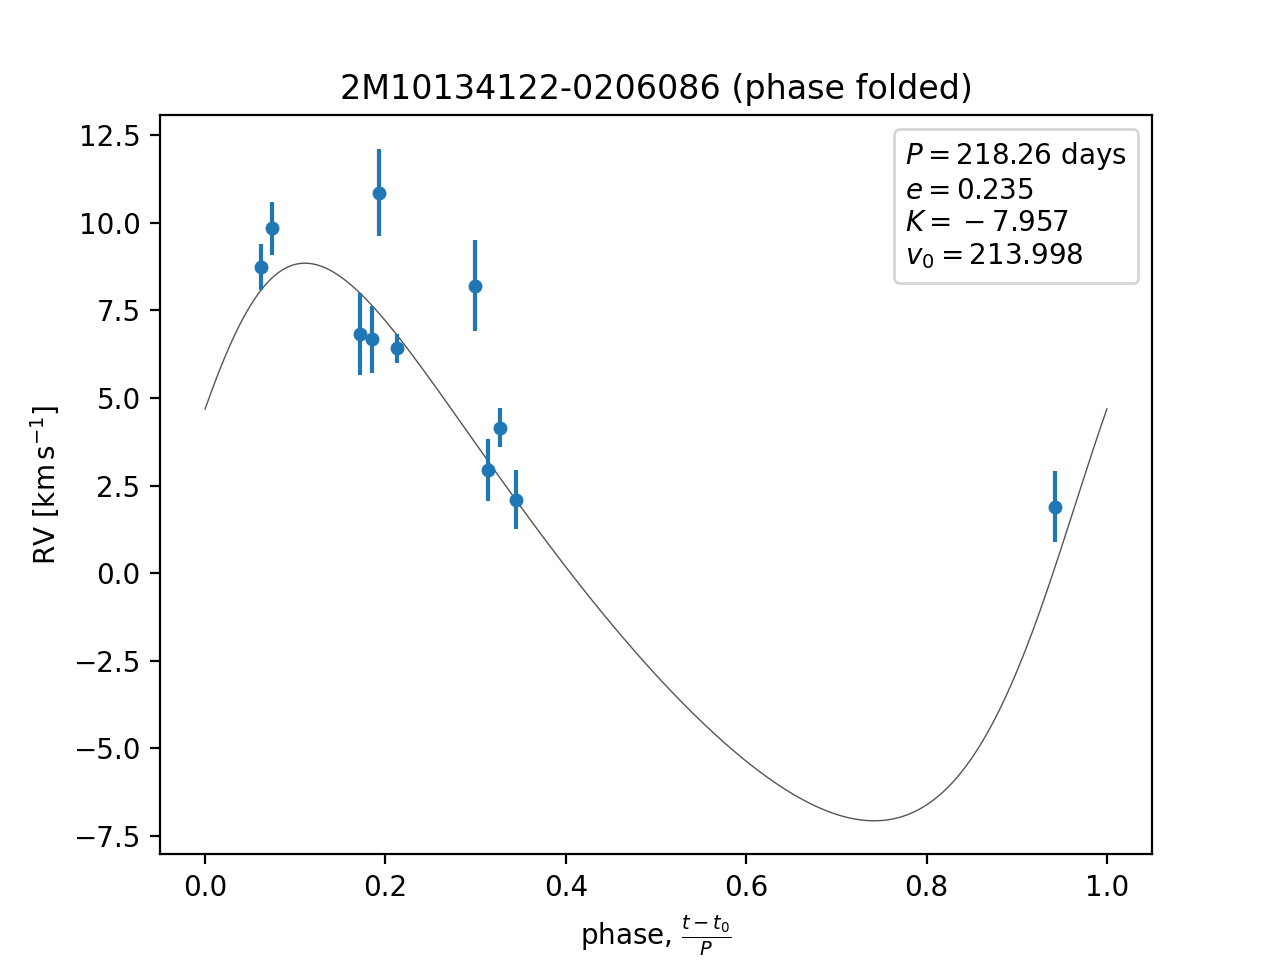 2M10134122-0206086 (phase folded)
P = 218.26 days
e = 0.235
K = −7.957
v₀ = 213.998
12.5
10.0
7.5
5.0
2.5
0.0
−2.5
−5.0
−7.5
RV [km s⁻¹]
0.0 0.2 0.4 0.6 0.8 1.0
phase, (t − t₀)/P